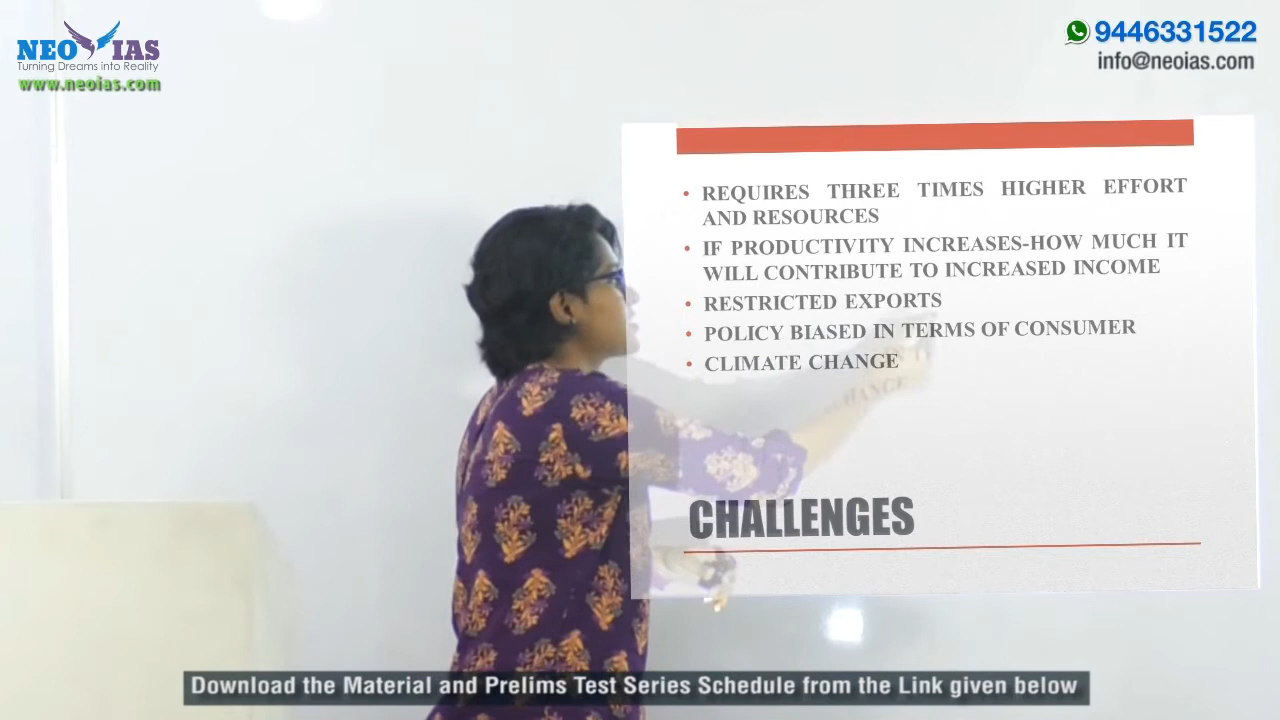 NEO IAS
Turning Dreams into Reality
www.neoias.com
9446331522
info@neoias.com
• REQUIRES THREE TIMES HIGHER EFFORT
AND RESOURCES
• IF PRODUCTIVITY INCREASES-HOW MUCH IT
WILL CONTRIBUTE TO INCREASED INCOME
• RESTRICTED EXPORTS
• POLICY BIASED IN TERMS OF CONSUMER
• CLIMATE CHANGE
CHANGE
CHALLENGES
Download the Material and Prelims Test Series Schedule from the Link given below